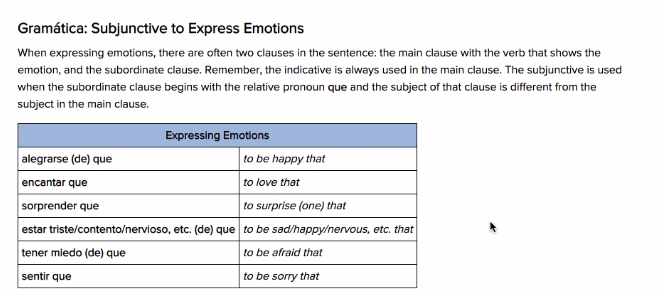 Gramática: Subjunctive to Express Emotions
When expressing emotions, there are often two clauses in the sentence: the main clause with the verb that shows the
emotion, and the subordinate clause. Remember, the indicative is always used in the main clause. The subjunctive is used
when the subordinate clause begins with the relative pronoun que and the subject of that clause is different from the
subject in the main clause.
Expressing Emotions
alegrarse (de) que to be happy that
encantar que to love that
sorprender que to surprise (one) that
estar triste/contento/nervioso, etc. (de) que to be sad/happy/nervous, etc. that
tener miedo (de) que to be afraid that
sentir que to be sorry that